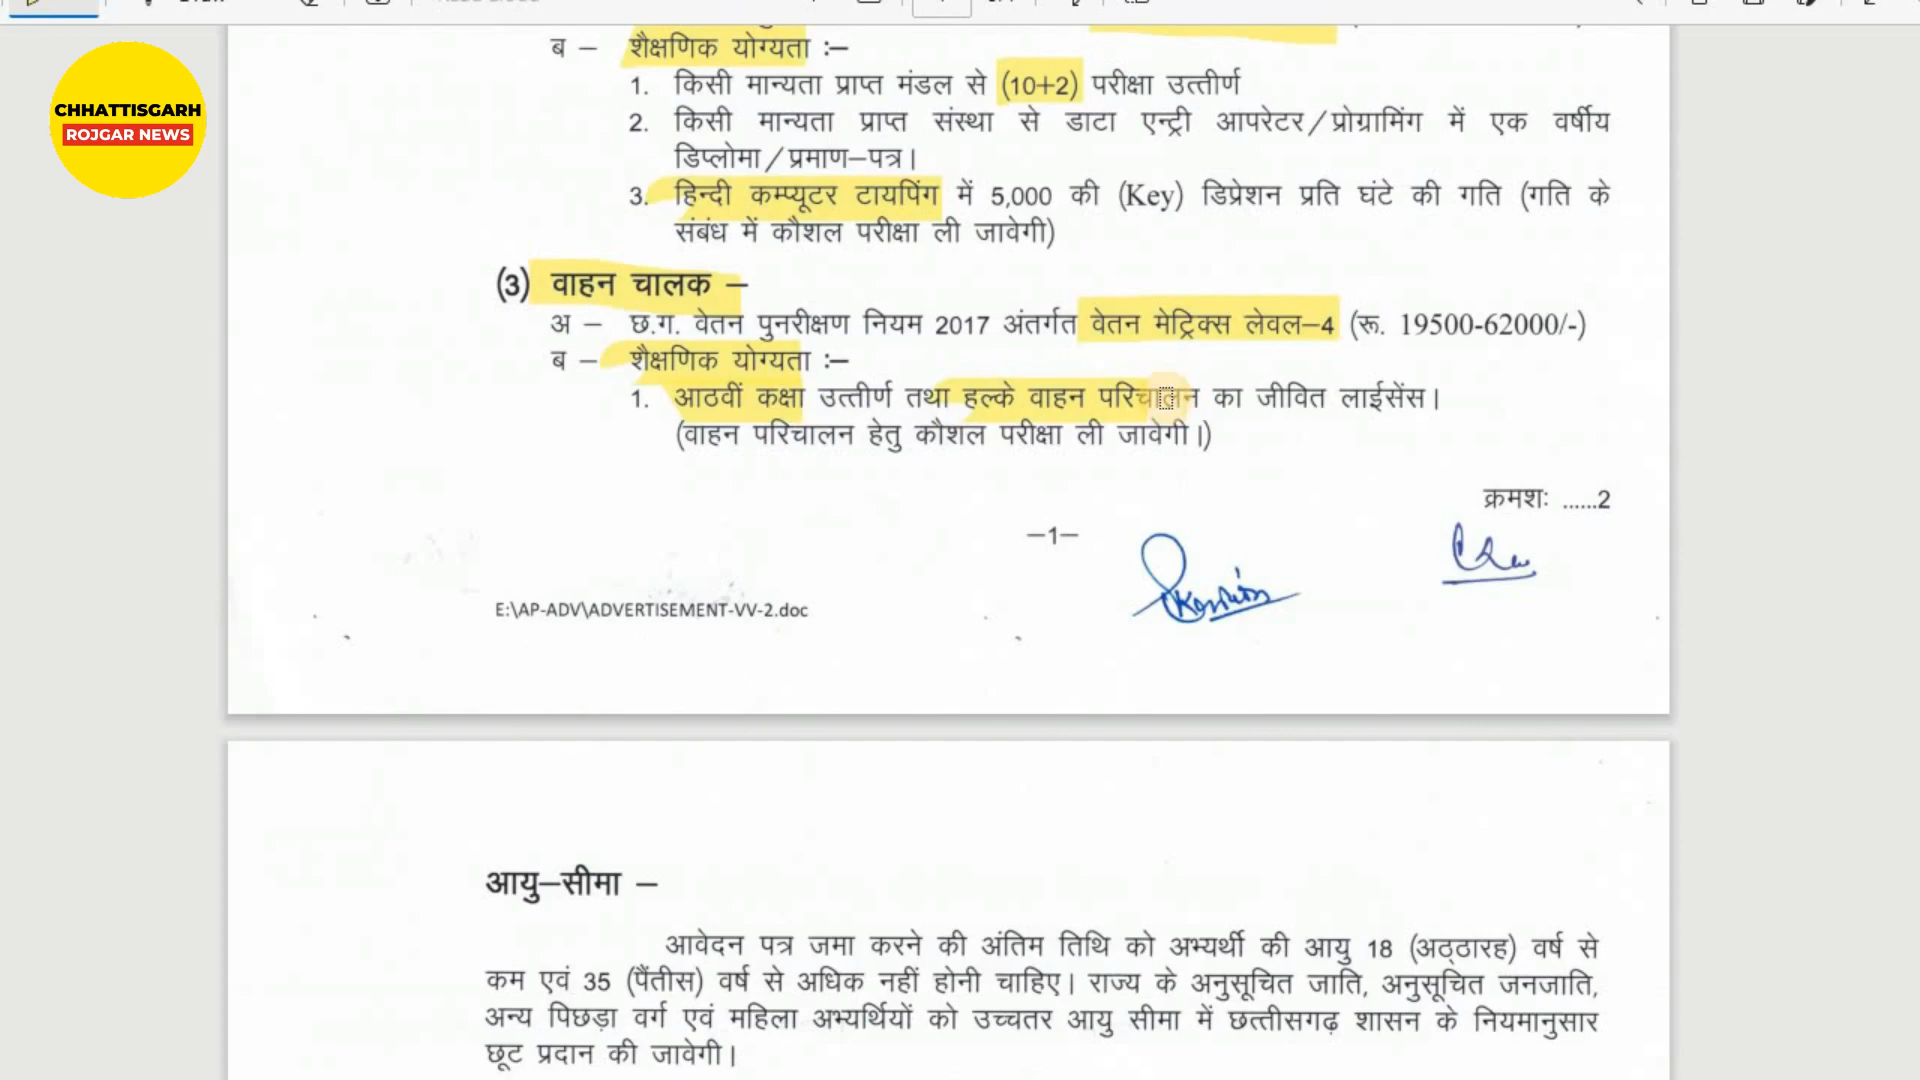 ब – शैक्षणिक योग्यता :–
1. किसी मान्यता प्राप्त मंडल से (10+2) परीक्षा उत्तीर्ण
2. किसी मान्यता प्राप्त संस्था से डाटा एन्ट्री आपरेटर/प्रोग्रामिंग में एक वर्षीय
डिप्लोमा/प्रमाण–पत्र।
3. हिन्दी कम्प्यूटर टायपिंग में 5,000 की (Key) डिप्रेशन प्रति घंटे की गति (गति के
संबंध में कौशल परीक्षा ली जावेगी)
(3) वाहन चालक –
अ – छ.ग. वेतन पुनरीक्षण नियम 2017 अंतर्गत वेतन मेट्रिक्स लेवल–4 (रू. 19500-62000/-)
ब – शैक्षणिक योग्यता :–
1. आठवीं कक्षा उत्तीर्ण तथा हल्के वाहन परिचालन का जीवित लाईसेंस।
(वाहन परिचालन हेतु कौशल परीक्षा ली जावेगी।)
क्रमशः ......2
–1–
E:\AP-ADV\ADVERTISEMENT-VV-2.doc
आयु–सीमा –
आवेदन पत्र जमा करने की अंतिम तिथि को अभ्यर्थी की आयु 18 (अठ्ठारह) वर्ष से
कम एवं 35 (पैंतीस) वर्ष से अधिक नहीं होनी चाहिए। राज्य के अनुसूचित जाति, अनुसूचित जनजाति,
अन्य पिछड़ा वर्ग एवं महिला अभ्यर्थियों को उच्चतर आयु सीमा में छत्तीसगढ़ शासन के नियमानुसार
छूट प्रदान की जावेगी।
CHHATTISGARH
ROJGAR NEWS